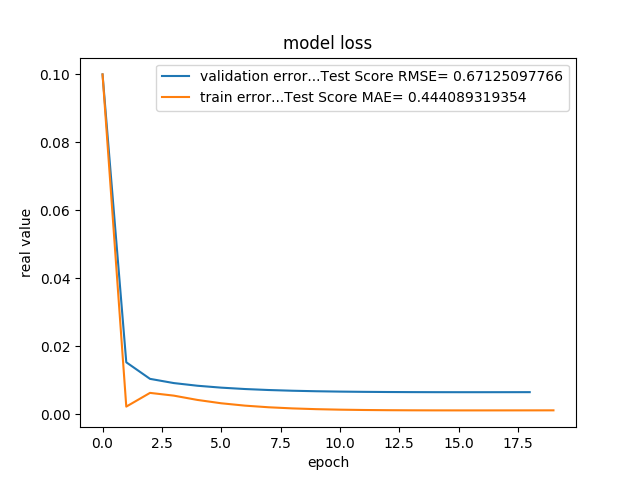 model loss
validation error...Test Score RMSE= 0.67125097766
train error...Test Score MAE= 0.444089319354
real value
0.10
0.08
0.06
0.04
0.02
0.00
0.0 2.5 5.0 7.5 10.0 12.5 15.0 17.5
epoch